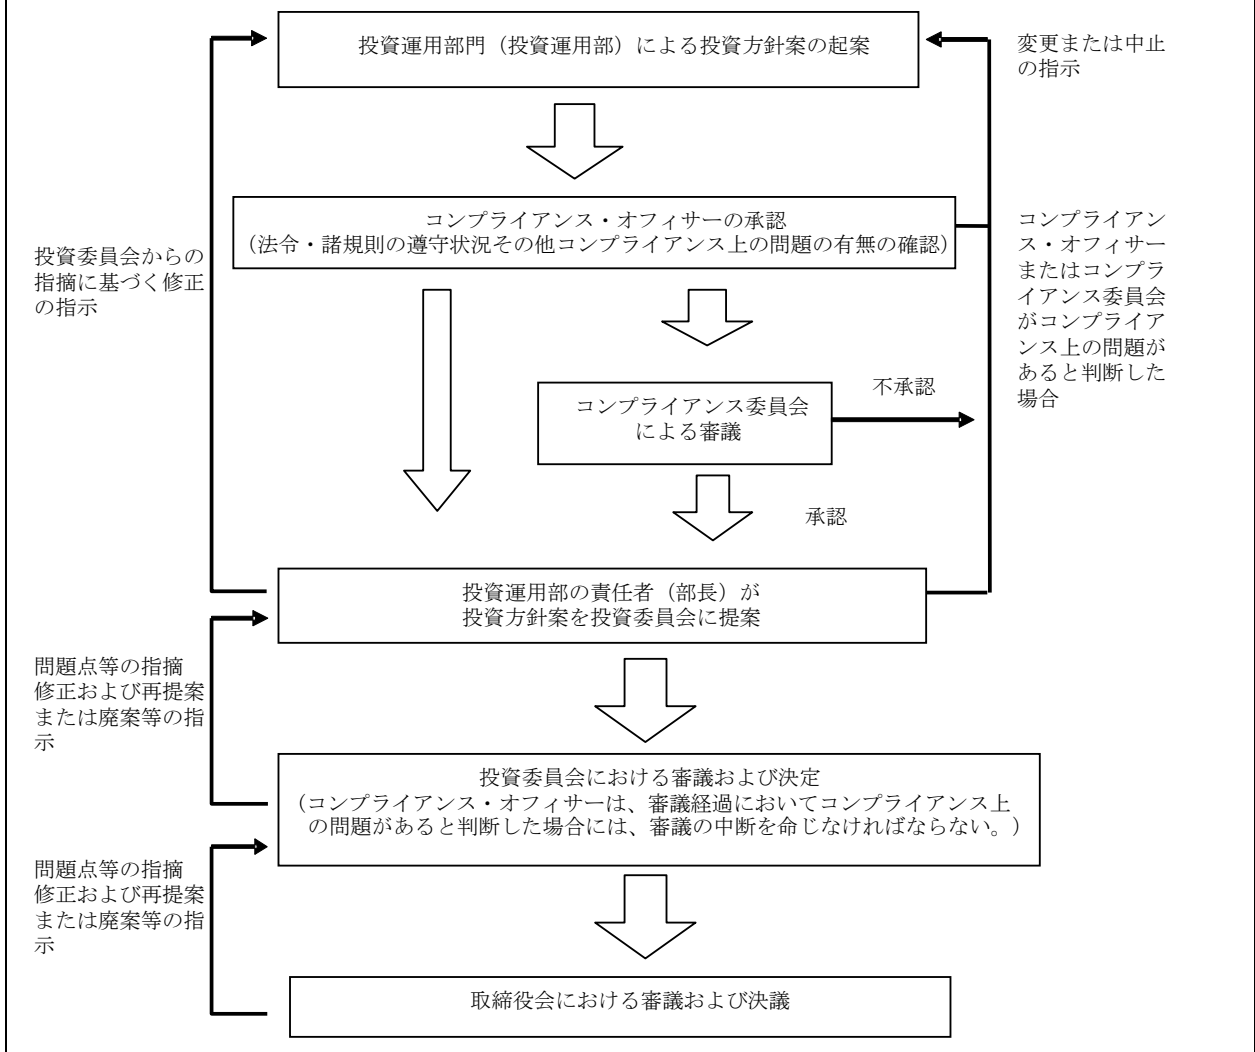 投資運用部門（投資運用部）による投資方針案の起案
変更または中止
の指示
コンプライアンス・オフィサーの承認
（法令・諸規則の遵守状況その他コンプライアンス上の問題の有無の確認）
コンプライアン
ス・オフィサー
またはコンプラ
イアンス委員会
がコンプライア
ンス上の問題が
あると判断した
場合
投資委員会からの
指摘に基づく修正
の指示
不承認
コンプライアンス委員会
による審議
承認
投資運用部の責任者（部長）が
投資方針案を投資委員会に提案
問題点等の指摘
修正および再提案
または廃案等の指
示
投資委員会における審議および決定
（コンプライアンス・オフィサーは、審議経過においてコンプライアンス上
の問題があると判断した場合には、審議の中断を命じなければならない。）
問題点等の指摘
修正および再提案
または廃案等の指
示
取締役会における審議および決議